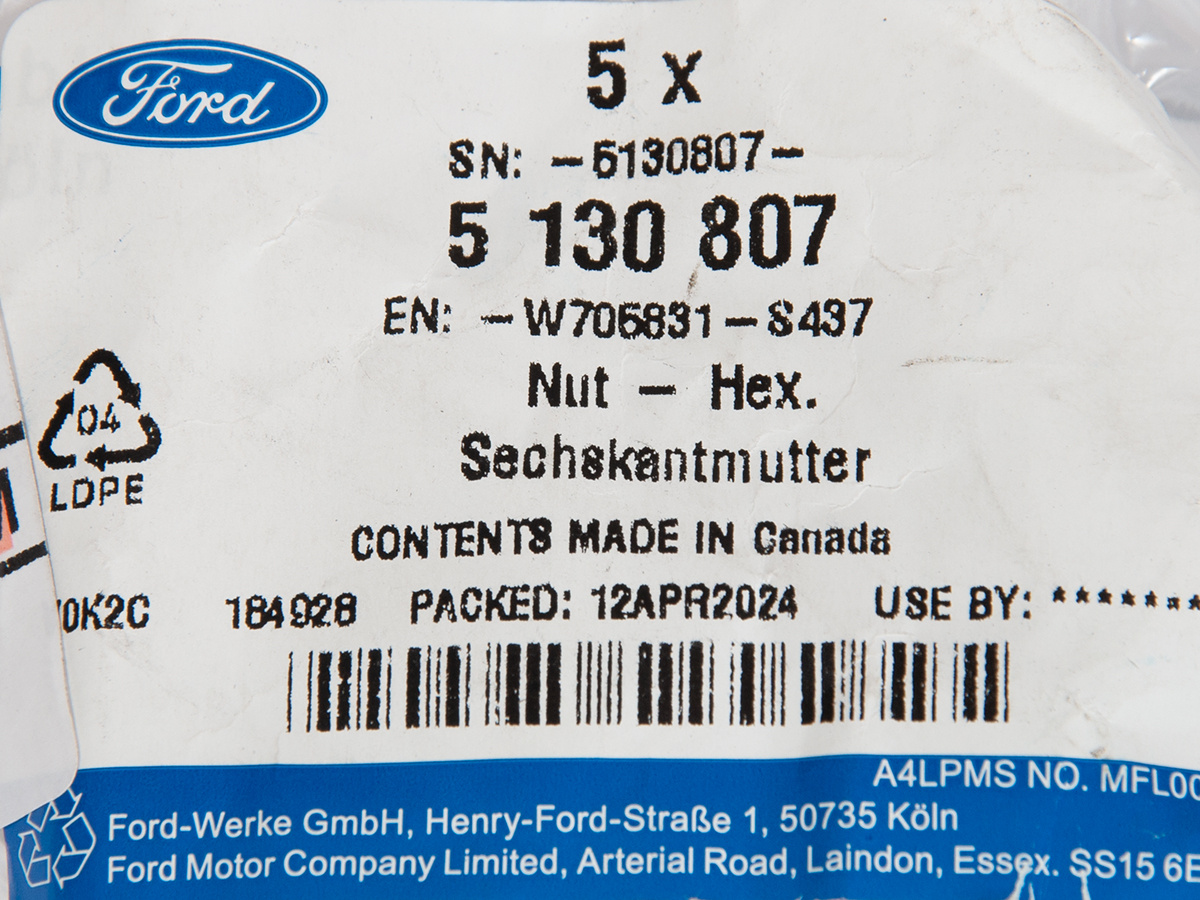 Ford
5 x
SN: -5130807-
5 130 807
EN: -W706831-S437
Nut - Hex.
Sechskantmutter
04
LDPE
CONTENTS MADE IN Canada
0K2C 184928 PACKED: 12APR2024 USE BY: *******
A4LPMS NO. MFL00
Ford-Werke GmbH, Henry-Ford-Straße 1, 50735 Köln
Ford Motor Company Limited, Arterial Road, Laindon, Essex. SS15 6E